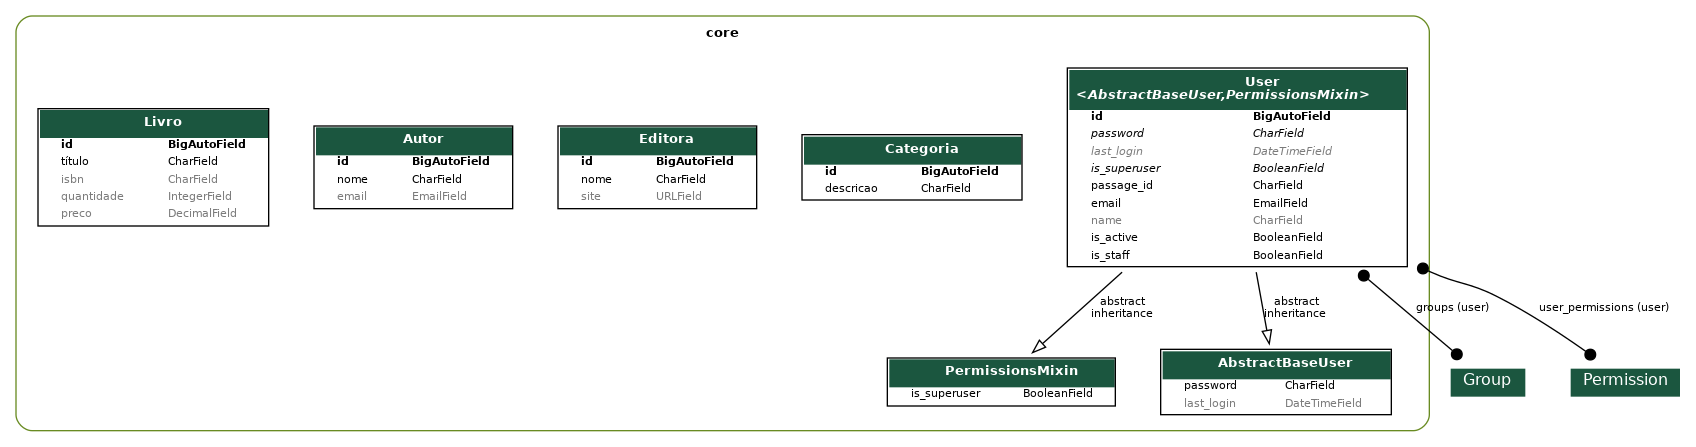 core
Livro
id BigAutoField
título CharField
isbn CharField
quantidade IntegerField
preco DecimalField
Autor
id BigAutoField
nome CharField
email EmailField
Editora
id BigAutoField
nome CharField
site URLField
Categoria
id BigAutoField
descricao CharField
User
<AbstractBaseUser,PermissionsMixin>
id BigAutoField
password CharField
last_login DateTimeField
is_superuser BooleanField
passage_id CharField
email EmailField
name CharField
is_active BooleanField
is_staff BooleanField
abstract
inheritance
abstract
inheritance
groups (user)
user_permissions (user)
PermissionsMixin
is_superuser BooleanField
AbstractBaseUser
password CharField
last_login DateTimeField
Group
Permission